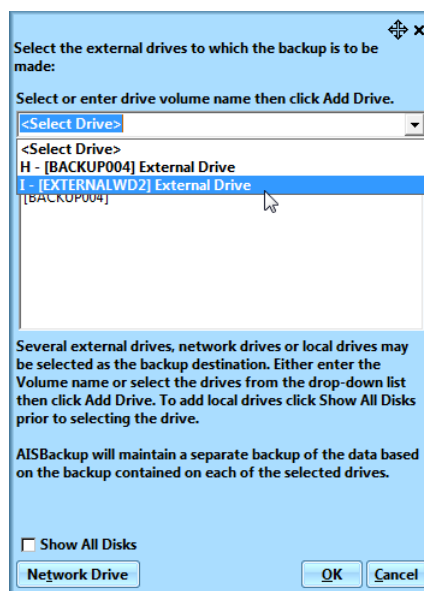 Select the external drives to which the backup is to be
made:
Select or enter drive volume name then click Add Drive.
<Select Drive>
<Select Drive>
H - [BACKUP004] External Drive
I - [EXTERNALWD2] External Drive
[BACKUP004]
Several external drives, network drives or local drives may
be selected as the backup destination. Either enter the
Volume name or select the drives from the drop-down list
then click Add Drive. To add local drives click Show All Disks
prior to selecting the drive.
AISBackup will maintain a separate backup of the data based
on the backup contained on each of the selected drives.
Show All Disks
Network Drive
OK
Cancel